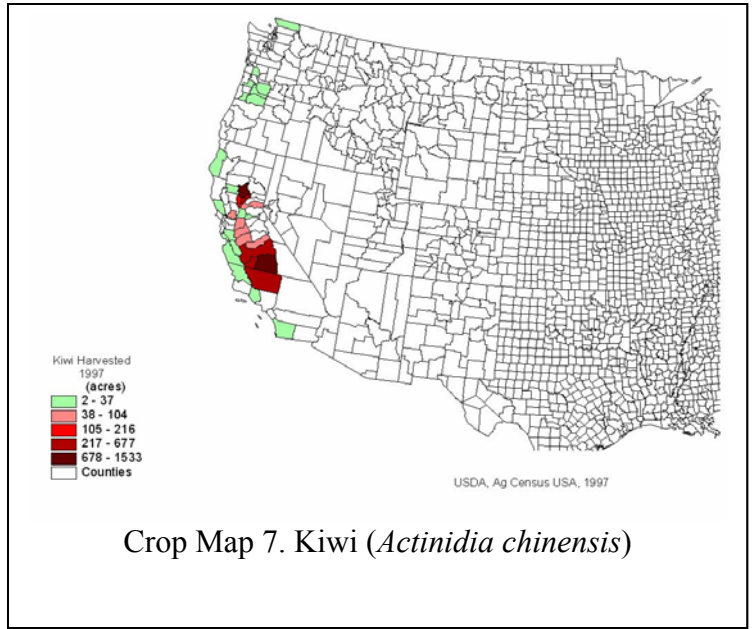 Kiwi Harvested
1997
(acres)
2 - 37
38 - 104
105 - 216
217 - 677
678 - 1533
Counties
USDA, Ag Census USA, 1997
Crop Map 7. Kiwi (Actinidia chinensis)